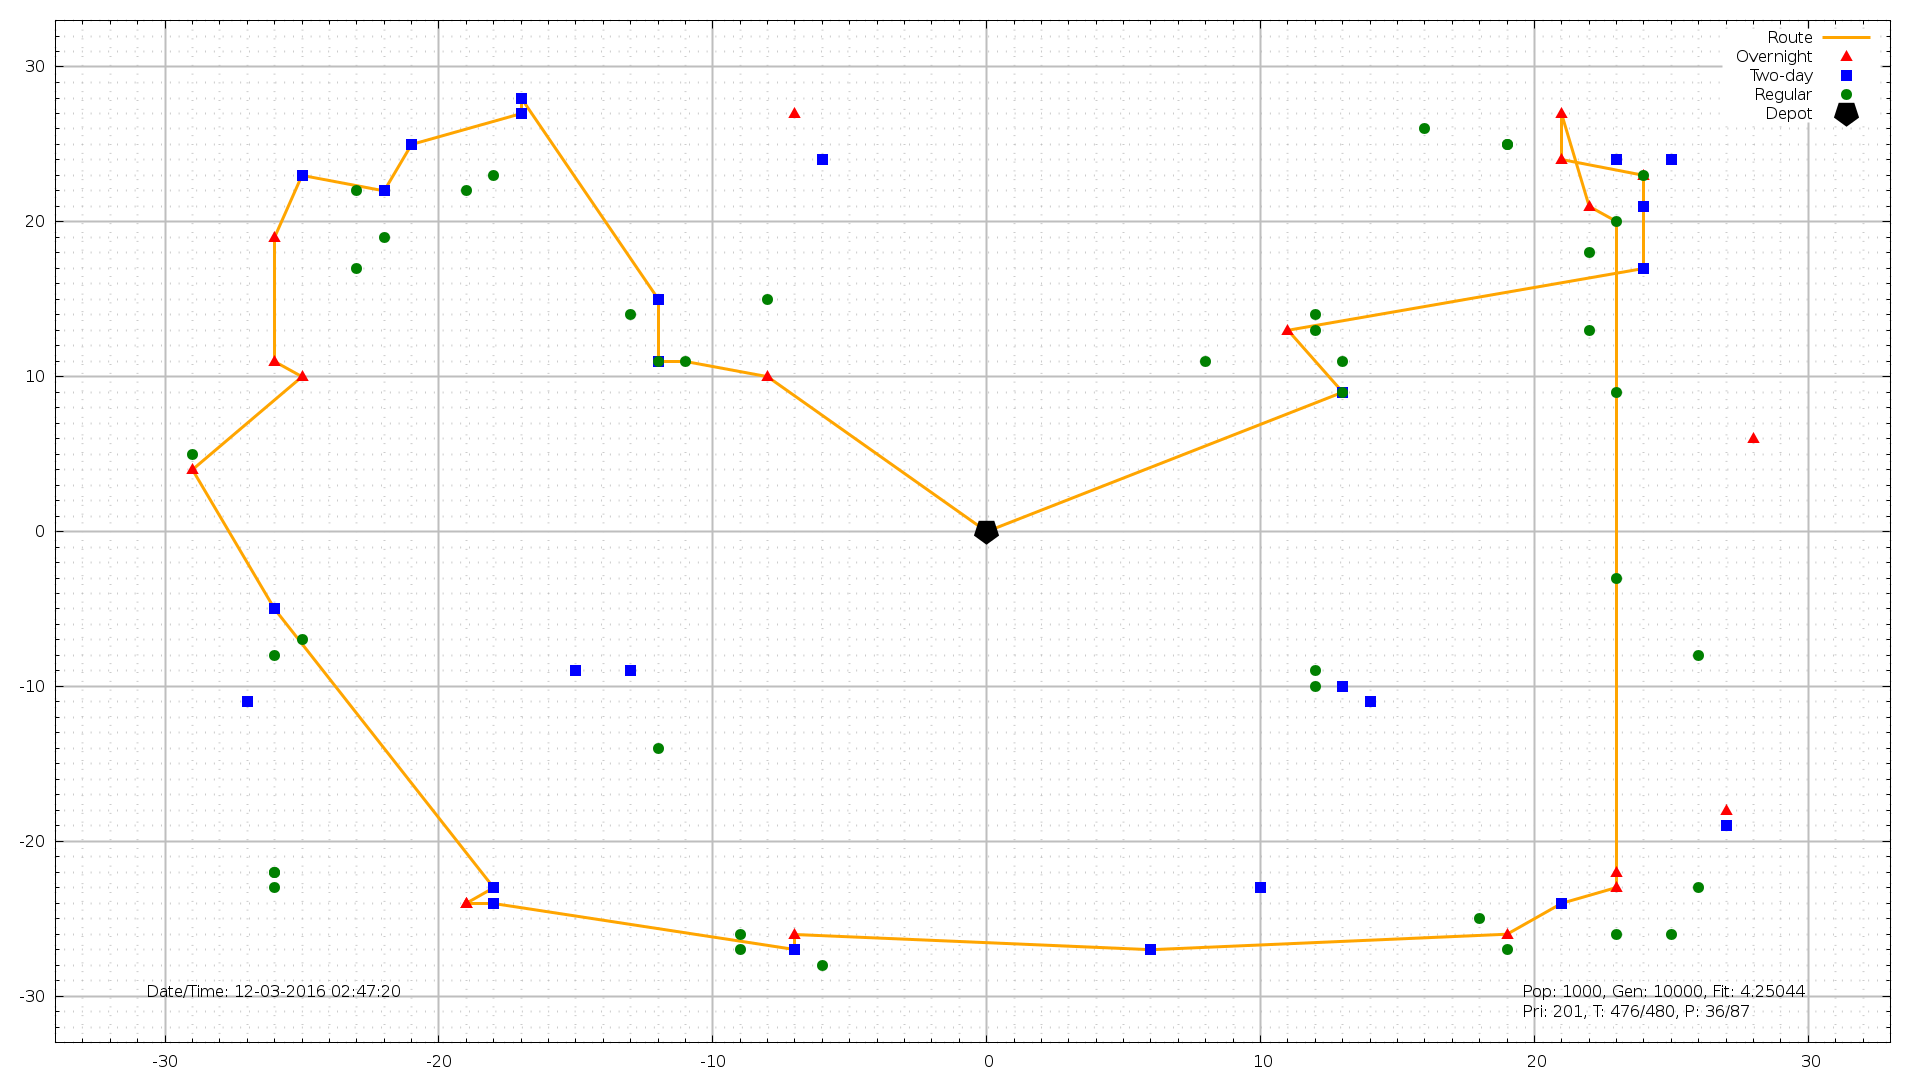 Route
Overnight
Two-day
Regular
Depot
30
20
10
0
-10
-20
-30
-30
-20
-10
0
10
20
30
Date/Time: 12-03-2016 02:47:20
Pop: 1000, Gen: 10000, Fit: 4.25044
Pri: 201, T: 476/480, P: 36/87